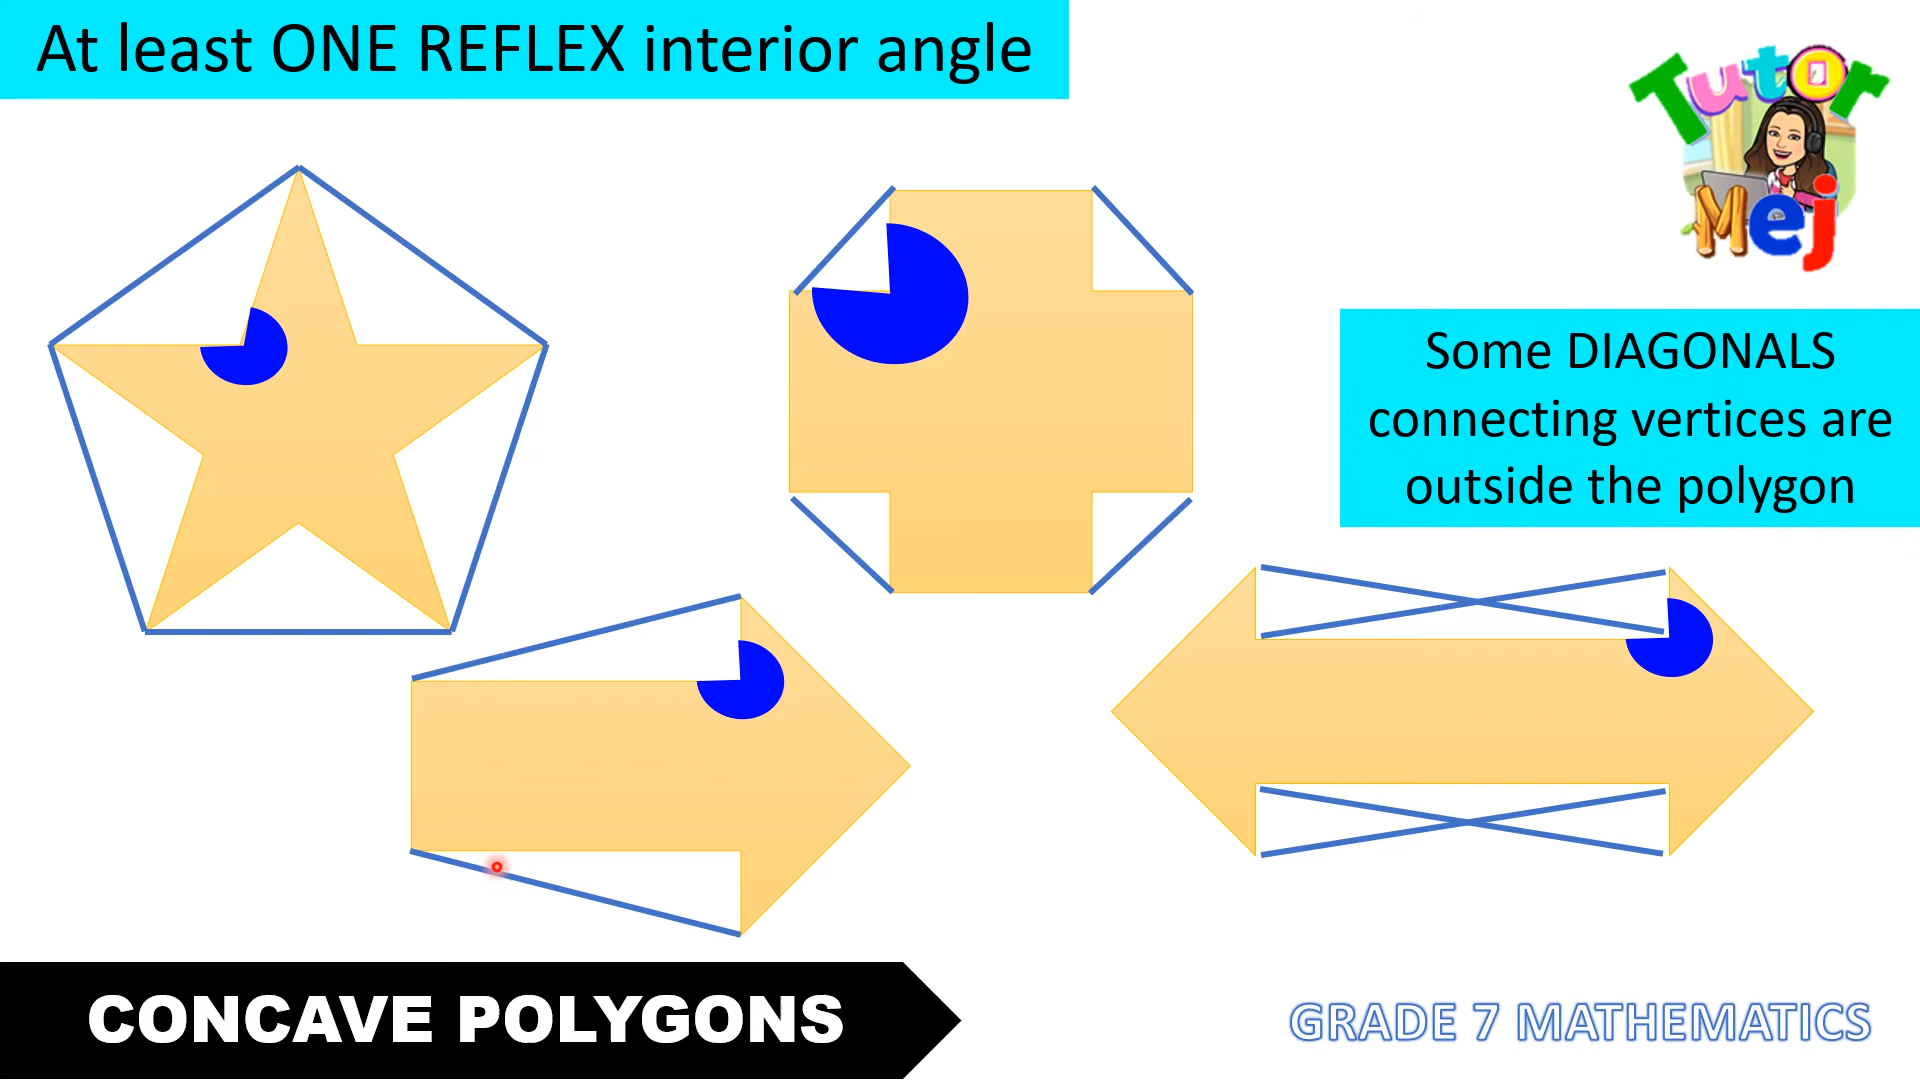 At least ONE REFLEX interior angle
Tutor
Mej
Some DIAGONALS
connecting vertices are
outside the polygon
CONCAVE POLYGONS
GRADE 7 MATHEMATICS